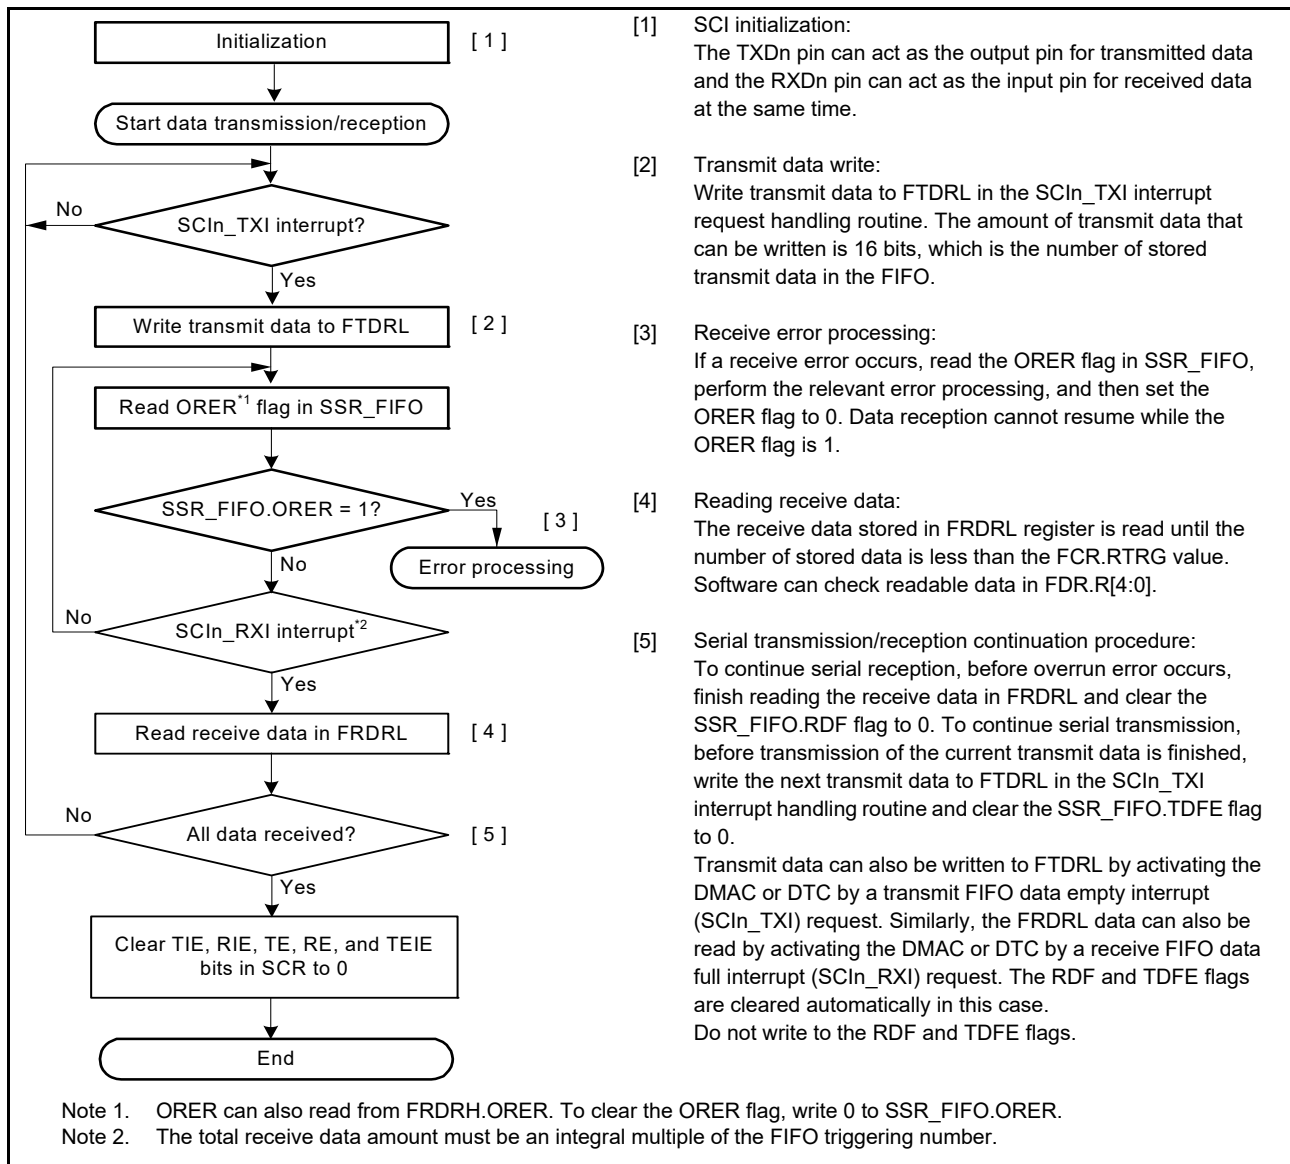 Initialization
[ 1 ]
Start data transmission/reception
No
SCIn_TXI interrupt?
Yes
Write transmit data to FTDRL
[ 2 ]
Read ORER*1 flag in SSR_FIFO
SSR_FIFO.ORER = 1?
Yes
[ 3 ]
Error processing
No
No
SCIn_RXI interrupt*2
Yes
Read receive data in FRDRL
[ 4 ]
No
All data received?
[ 5 ]
Yes
Clear TIE, RIE, TE, RE, and TEIE
bits in SCR to 0
End
[1] SCI initialization:
The TXDn pin can act as the output pin for transmitted data
and the RXDn pin can act as the input pin for received data
at the same time.
[2] Transmit data write:
Write transmit data to FTDRL in the SCIn_TXI interrupt
request handling routine. The amount of transmit data that
can be written is 16 bits, which is the number of stored
transmit data in the FIFO.
[3] Receive error processing:
If a receive error occurs, read the ORER flag in SSR_FIFO,
perform the relevant error processing, and then set the
ORER flag to 0. Data reception cannot resume while the
ORER flag is 1.
[4] Reading receive data:
The receive data stored in FRDRL register is read until the
number of stored data is less than the FCR.RTRG value.
Software can check readable data in FDR.R[4:0].
[5] Serial transmission/reception continuation procedure:
To continue serial reception, before overrun error occurs,
finish reading the receive data in FRDRL and clear the
SSR_FIFO.RDF flag to 0. To continue serial transmission,
before transmission of the current transmit data is finished,
write the next transmit data to FTDRL in the SCIn_TXI
interrupt handling routine and clear the SSR_FIFO.TDFE flag
to 0.
Transmit data can also be written to FTDRL by activating the
DMAC or DTC by a transmit FIFO data empty interrupt
(SCIn_TXI) request. Similarly, the FRDRL data can also be
read by activating the DMAC or DTC by a receive FIFO data
full interrupt (SCIn_RXI) request. The RDF and TDFE flags
are cleared automatically in this case.
Do not write to the RDF and TDFE flags.
Note 1. ORER can also read from FRDRH.ORER. To clear the ORER flag, write 0 to SSR_FIFO.ORER.
Note 2. The total receive data amount must be an integral multiple of the FIFO triggering number.